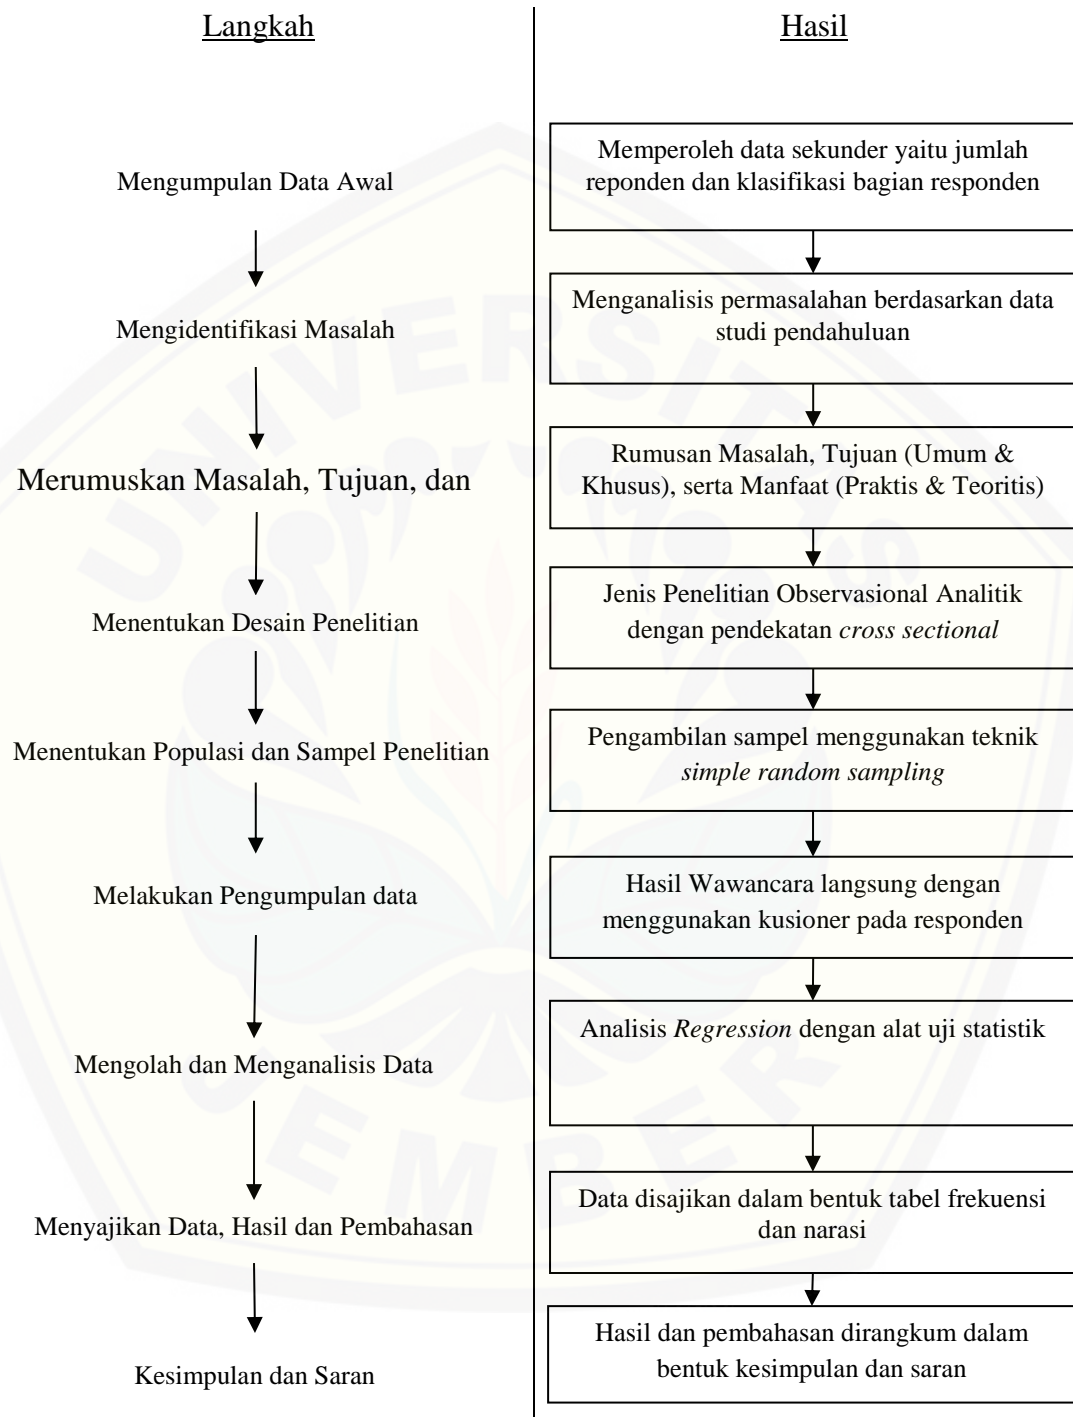 Langkah
Hasil
Mengumpulan Data Awal
Memperoleh data sekunder yaitu jumlah
reponden dan klasifikasi bagian responden
Mengidentifikasi Masalah
Menganalisis permasalahan berdasarkan data
studi pendahuluan
Merumuskan Masalah, Tujuan, dan
Rumusan Masalah, Tujuan (Umum &
Khusus), serta Manfaat (Praktis & Teoritis)
Menentukan Desain Penelitian
Jenis Penelitian Observasional Analitik
dengan pendekatan cross sectional
Menentukan Populasi dan Sampel Penelitian
Pengambilan sampel menggunakan teknik
simple random sampling
Melakukan Pengumpulan data
Hasil Wawancara langsung dengan
menggunakan kusioner pada responden
Mengolah dan Menganalisis Data
Analisis Regression dengan alat uji statistik
Menyajikan Data, Hasil dan Pembahasan
Data disajikan dalam bentuk tabel frekuensi
dan narasi
Kesimpulan dan Saran
Hasil dan pembahasan dirangkum dalam
bentuk kesimpulan dan saran
UNIVERSITAS
JEMBER